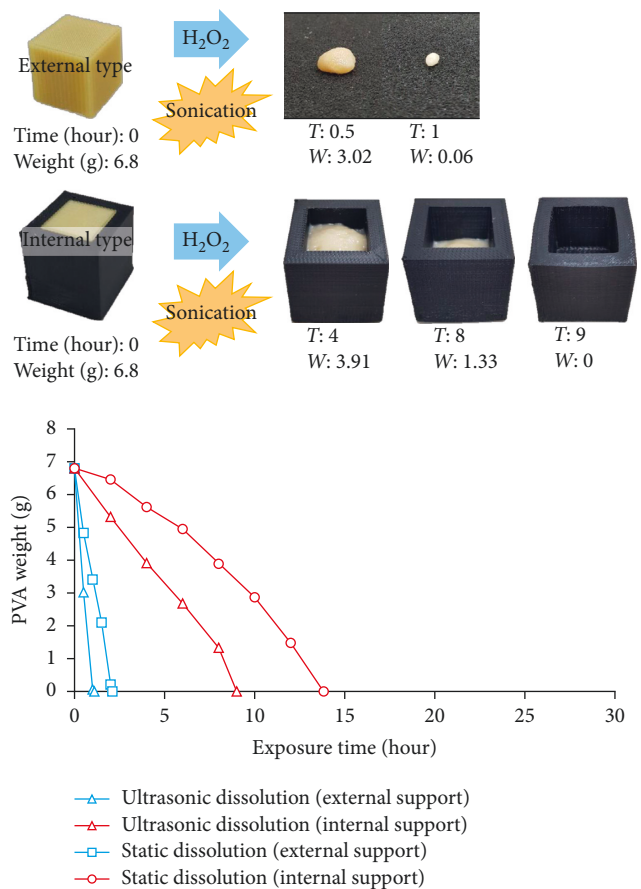 External type
H₂O₂
Sonication
Time (hour): 0
Weight (g): 6.8
T: 0.5
W: 3.02
T: 1
W: 0.06
Internal type
H₂O₂
Sonication
Time (hour): 0
Weight (g): 6.8
T: 4
W: 3.91
T: 8
W: 1.33
T: 9
W: 0
8
7
6
5
4
3
2
1
0
PVA weight (g)
0
5
10
15
20
25
30
Exposure time (hour)
Ultrasonic dissolution (external support)
Ultrasonic dissolution (internal support)
Static dissolution (external support)
Static dissolution (internal support)